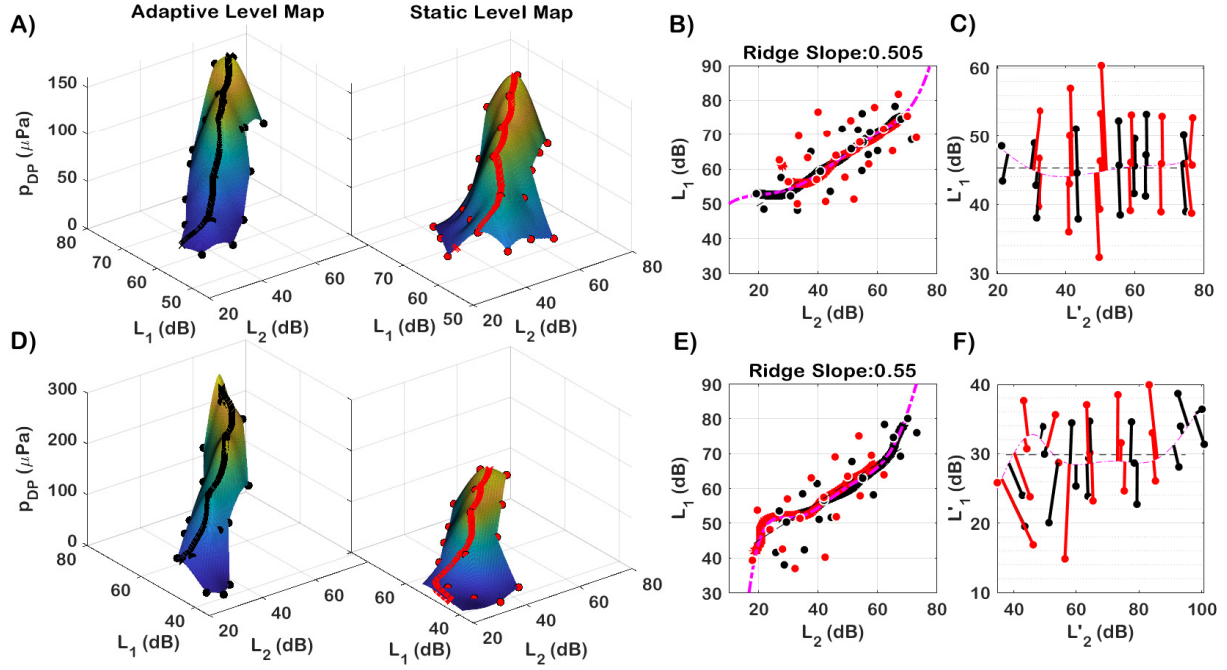 Adaptive Level Map
Static Level Map
A)
B)
C)
Ridge Slope:0.505
p_DP (µPa)
150
100
50
0
80
70
60
50
20
40
60
L_1 (dB)
L_2 (dB)
70
60
50
20
40
60
80
L_1 (dB)
L_2 (dB)
L_1 (dB)
90
80
70
60
50
40
30
20
40
60
80
L_2 (dB)
L'_1 (dB)
60
50
40
30
20
40
60
80
L'_2 (dB)
D)
E)
F)
Ridge Slope:0.55
p_DP (µPa)
300
200
100
0
80
60
40
20
40
60
L_1 (dB)
L_2 (dB)
60
40
20
40
60
80
L_1 (dB)
L_2 (dB)
L_1 (dB)
90
80
70
60
50
40
30
20
40
60
80
L_2 (dB)
L'_1 (dB)
40
30
20
10
40
60
80
100
L'_2 (dB)